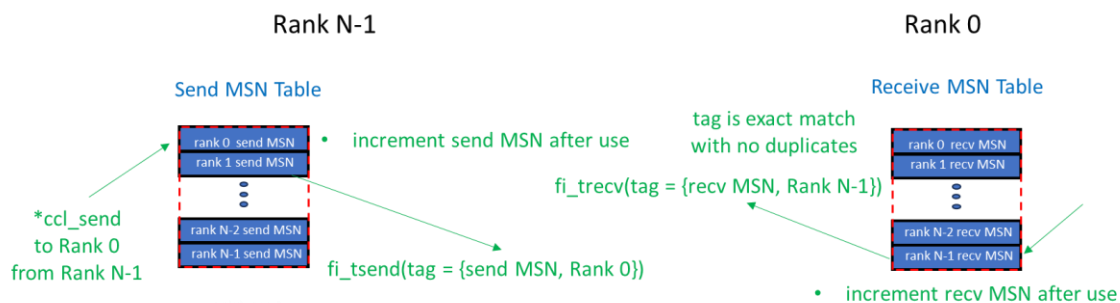 Rank N-1
Rank 0
Send MSN Table
rank 0 send MSN
rank 1 send MSN
rank N-2 send MSN
rank N-1 send MSN
• increment send MSN after use
*ccl_send
to Rank 0
from Rank N-1
fi_tsend(tag = {send MSN, Rank 0})
Receive MSN Table
tag is exact match
with no duplicates
fi_trecv(tag = {recv MSN, Rank N-1})
rank 0 recv MSN
rank 1 recv MSN
rank N-2 recv MSN
rank N-1 recv MSN
• increment recv MSN after use